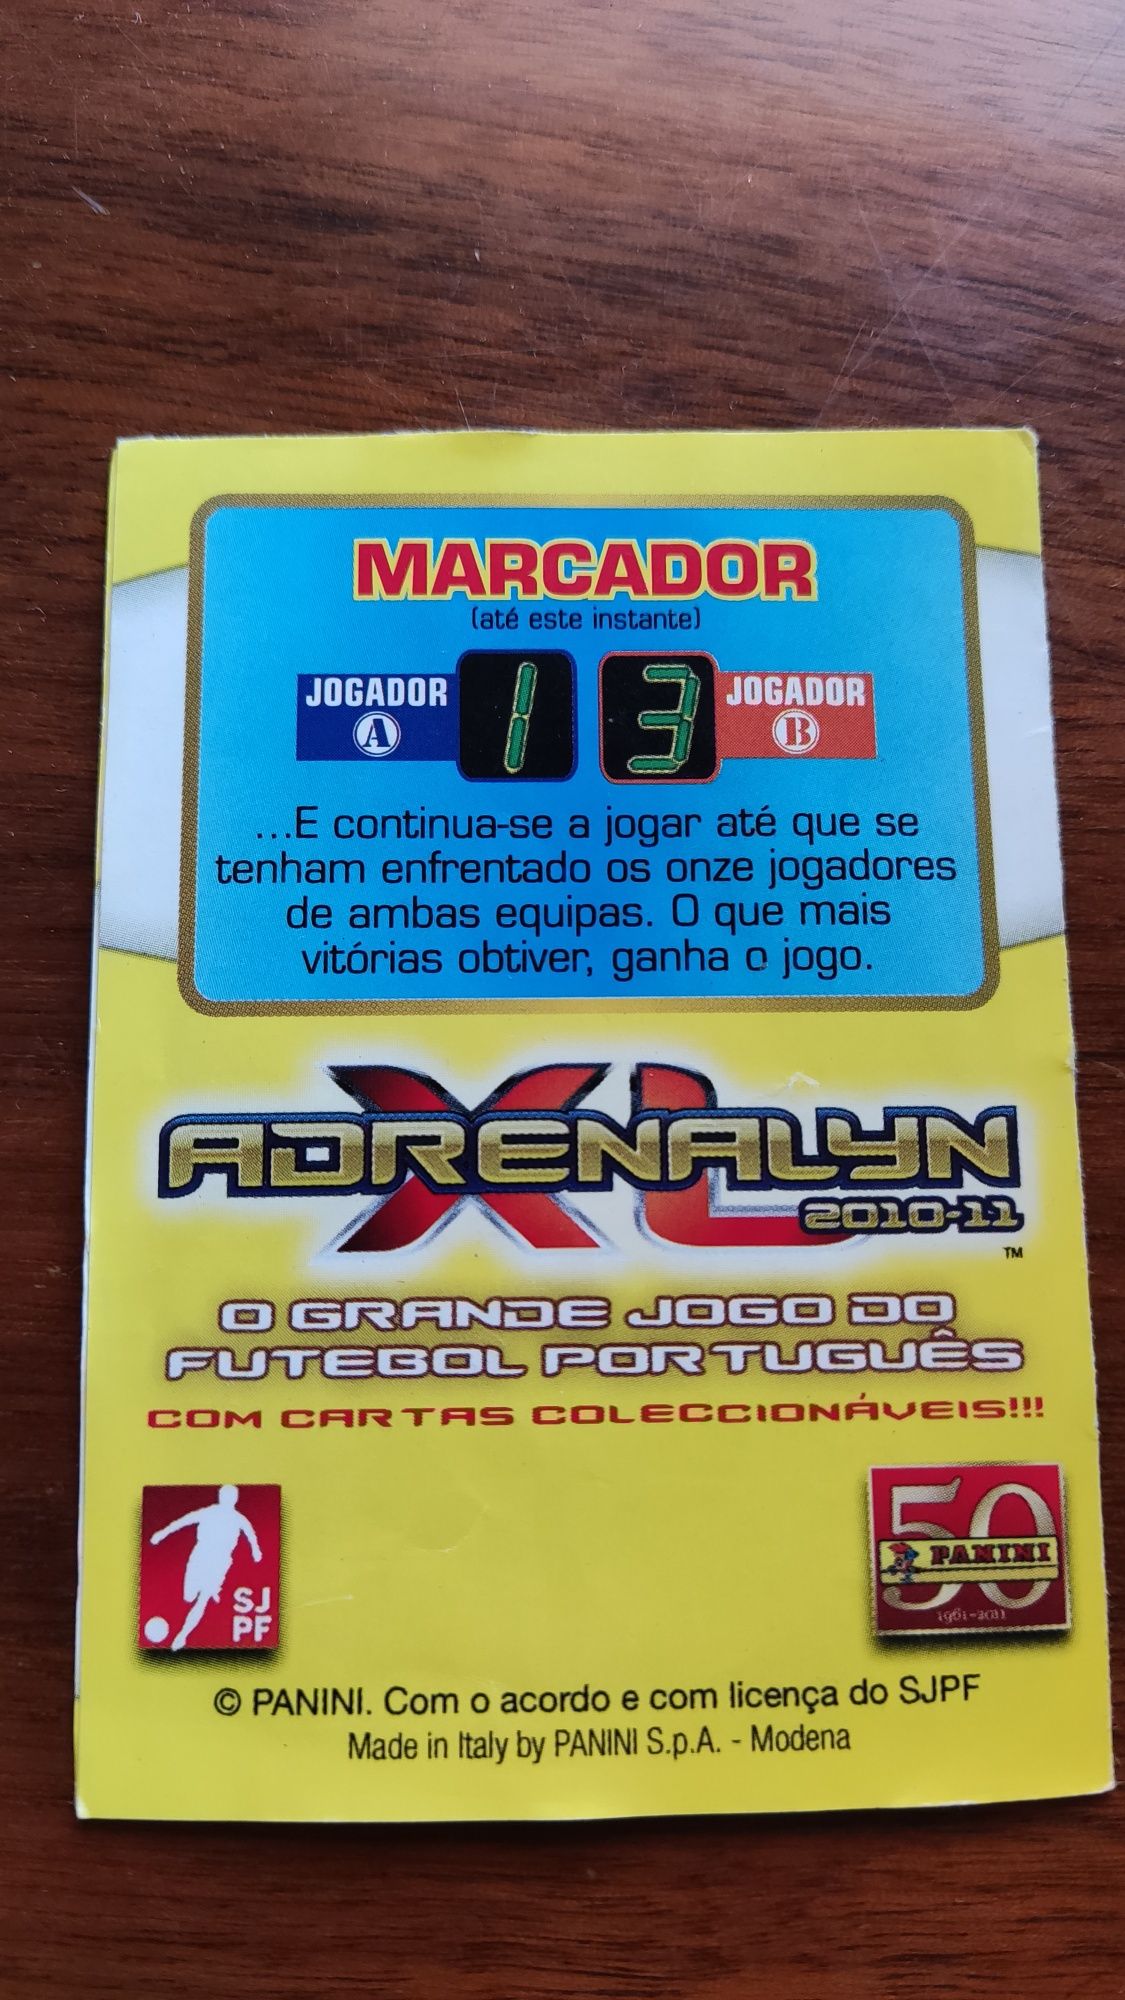 MARCADOR
(até este instante)
JOGADOR A 1 3 JOGADOR B
...E continua-se a jogar até que se
tenham enfrentado os onze jogadores
de ambas equipas. O que mais
vitórias obtiver, ganha o jogo.
ADRENALYN XL
2010-11
TM
O GRANDE JOGO DO
FUTEBOL PORTUGUÊS
COM CARTAS COLECCIONÁVEIS!!!
SJ
PF
50
PANINI
1961-2011
© PANINI. Com o acordo e com licença do SJPF
Made in Italy by PANINI S.p.A. - Modena